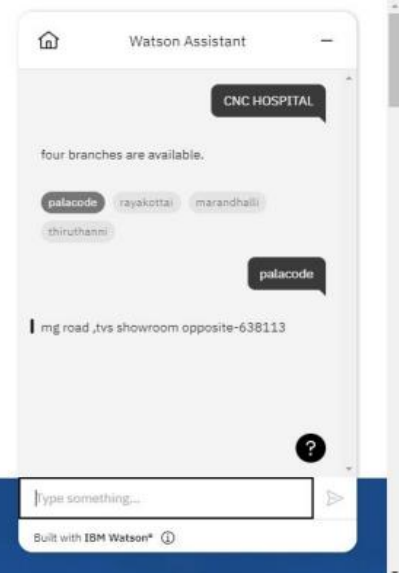 Watson Assistant
CNC HOSPITAL
four branches are available.
palacode rayakottai marandhalli
thiruthanni
palacode
mg road ,tvs showroom opposite-638113
?
Type something...
Built with IBM Watson®